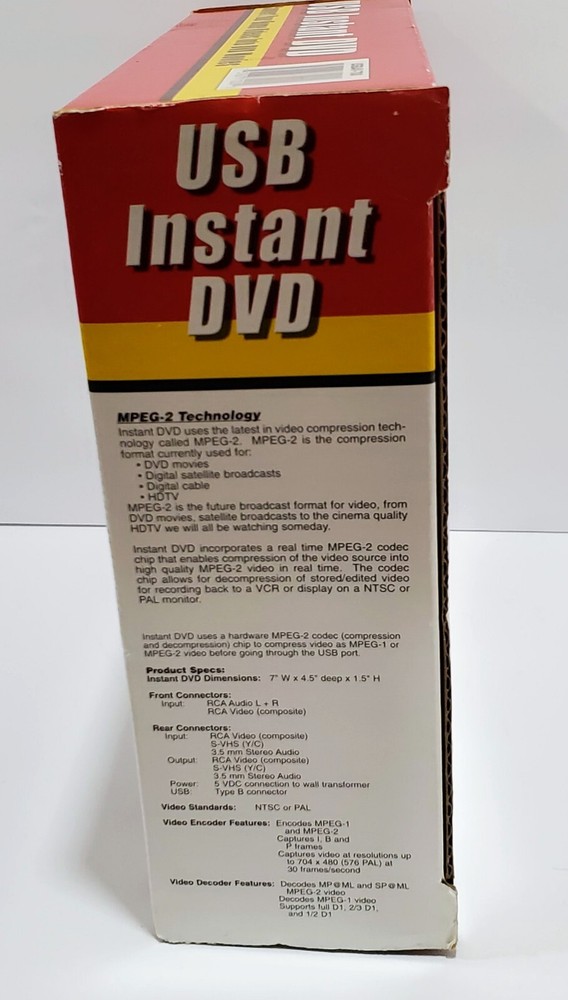 USB Instant DVD
USB
Instant
DVD
MPEG-2 Technology
Instant DVD uses the latest in video compression tech-
nology called MPEG-2. MPEG-2 is the compression
format currently used for:
• DVD movies
• Digital satellite broadcasts
• Digital cable
• HDTV
MPEG-2 is the future broadcast format for video, from
DVD movies, satellite broadcasts to the cinema quality
HDTV we will all be watching someday.
Instant DVD incorporates a real time MPEG-2 codec
chip that enables compression of the video source into
high quality MPEG-2 video in real time. The codec
chip allows for decompression of stored/edited video
for recording back to a VCR or display on a NTSC or
PAL monitor.
Instant DVD uses a hardware MPEG-2 codec (compression
and decompression) chip to compress video as MPEG-1 or
MPEG-2 video before going through the USB port.
Product Specs:
Instant DVD Dimensions: 7" W x 4.5" deep x 1.5" H
Front Connectors:
Input: RCA Audio L + R
RCA Video (composite)
Rear Connectors:
Input: RCA Video (composite)
S-VHS (Y/C)
3.5 mm Stereo Audio
Output: RCA Video (composite)
S-VHS (Y/C)
3.5 mm Stereo Audio
Power: 5 VDC connection to wall transformer
USB: Type B connector
Video Standards: NTSC or PAL
Video Encoder Features: Encodes MPEG-1
and MPEG-2
Captures I, B and
P frames
Captures video at resolutions up
to 704 x 480 (576 PAL) at
30 frames/second
Video Decoder Features: Decodes MP@ML and SP@ML
MPEG-2 video
Decodes MPEG-1 video
Supports full D1, 2/3 D1,
and 1/2 D1